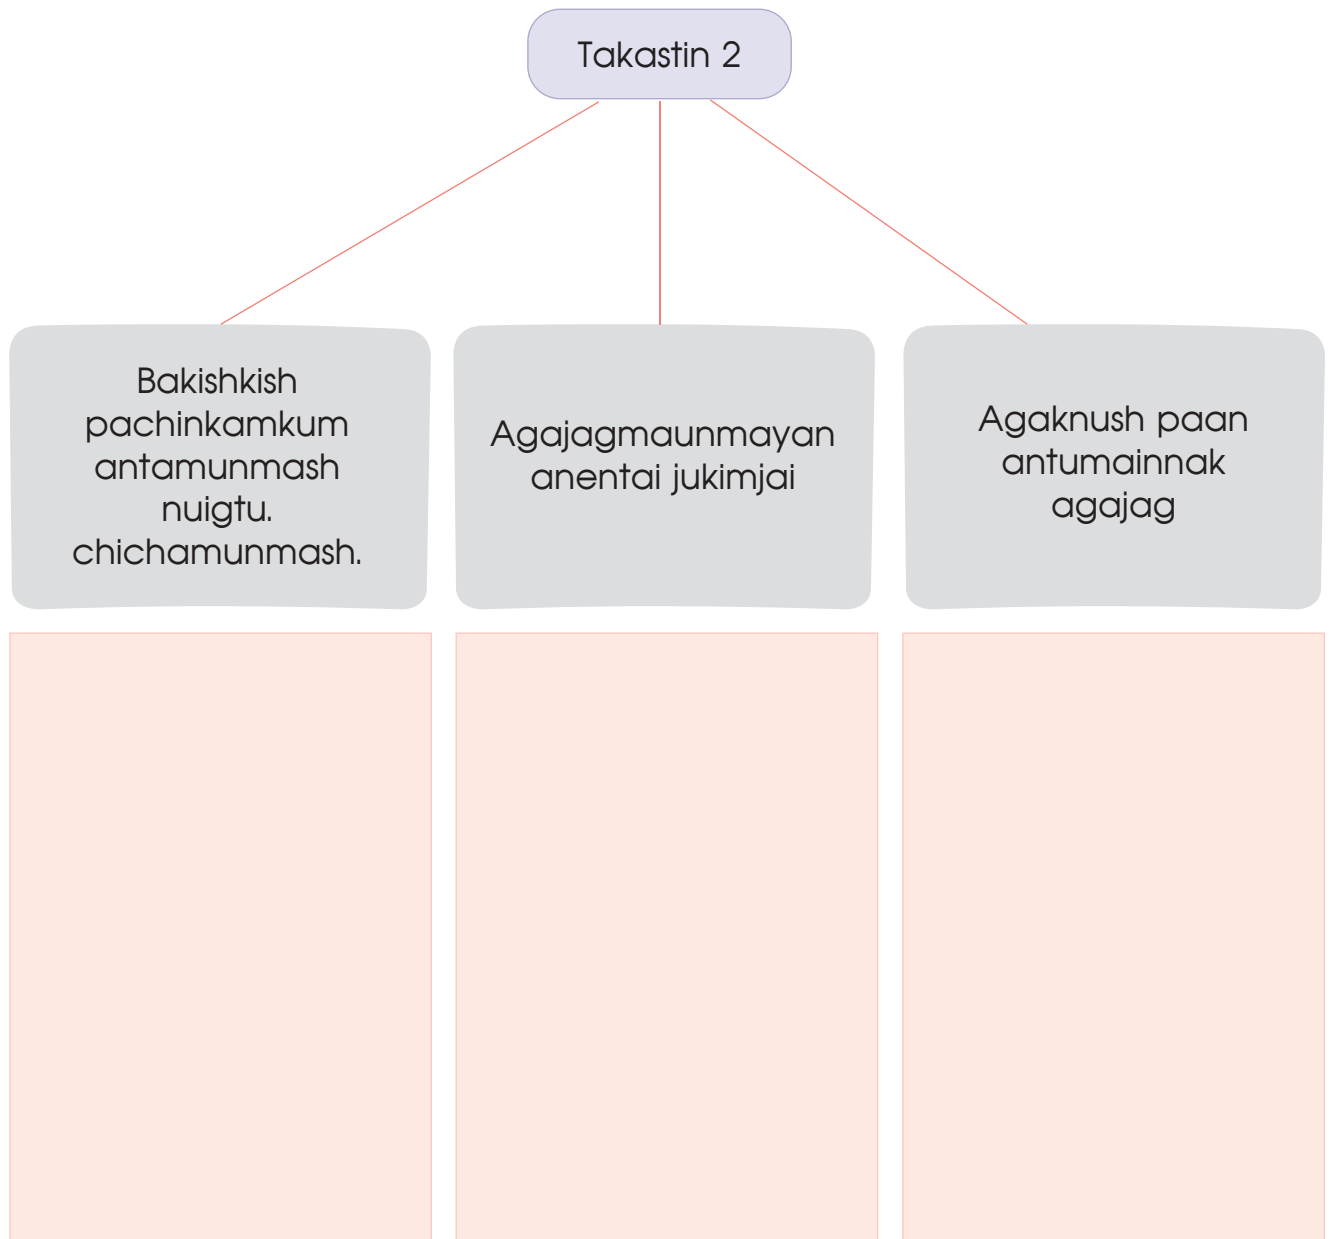 Takastin 2
Bakishkish
pachinkamkum
antamunmash
nuigtu.
chichamunmash.
Agajagmaunmayan
anentai jukimjai
Agaknush paan
antumainnak
agajag